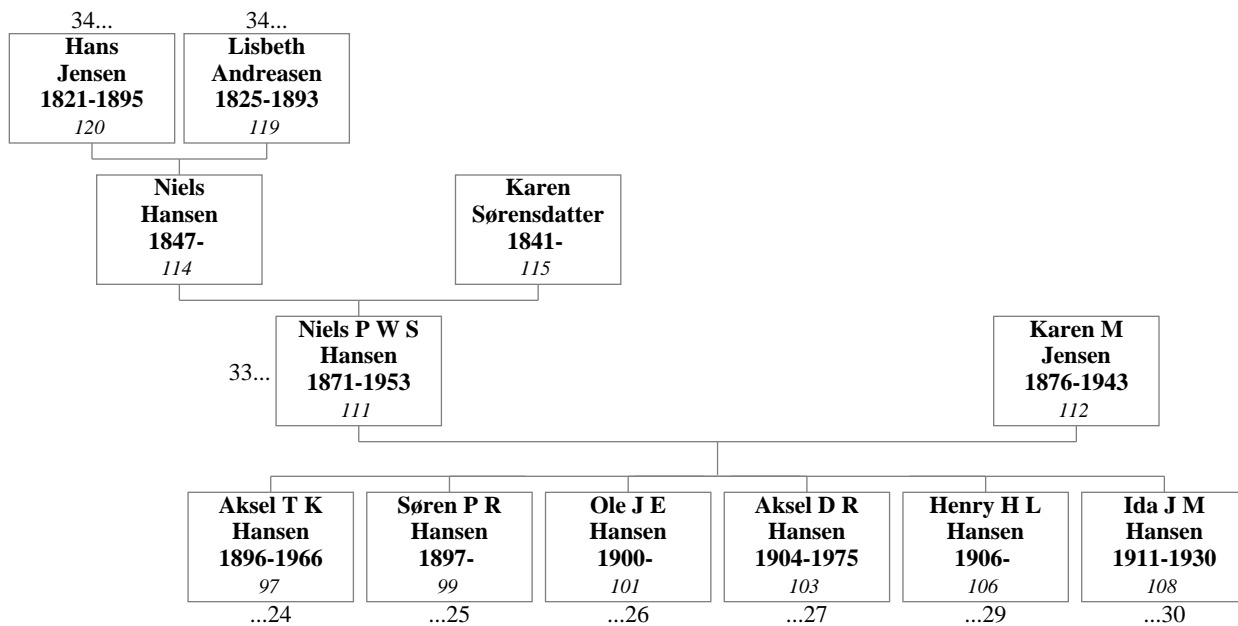 34...
Hans
Jensen
1821-1895
120
34...
Lisbeth
Andreasen
1825-1893
119
Niels
Hansen
1847-
114
Karen
Sørensdatter
1841-
115
33...
Niels P W S
Hansen
1871-1953
111
Karen M
Jensen
1876-1943
112
Aksel T K
Hansen
1896-1966
97
...24
Søren P R
Hansen
1897-
99
...25
Ole J E
Hansen
1900-
101
...26
Aksel D R
Hansen
1904-1975
103
...27
Henry H L
Hansen
1906-
106
...29
Ida J M
Hansen
1911-1930
108
...30